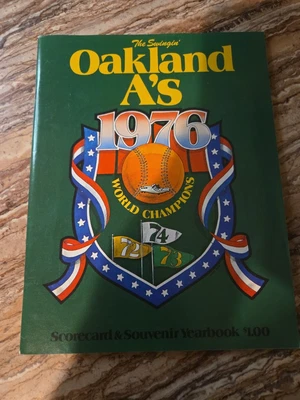 The Swingin'
Oakland
A's
1976
WORLD CHAMPIONS
74
72 73
Scorecard & Souvenir Yearbook $1.00